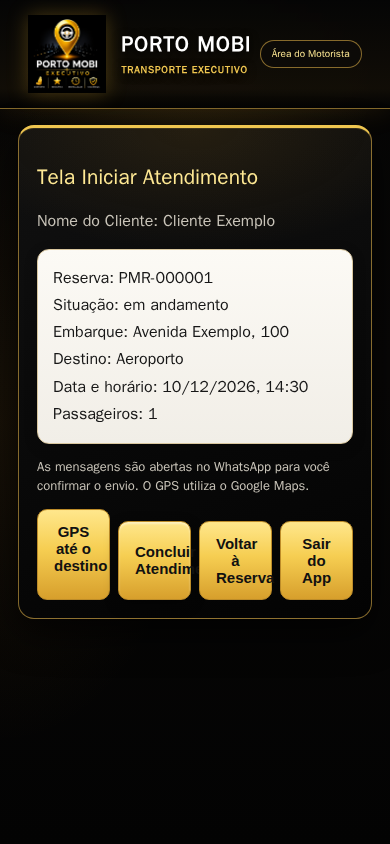 PORTO MOBI
EXECUTIVO
PORTO MOBI
TRANSPORTE EXECUTIVO
Área do Motorista
Tela Iniciar Atendimento
Nome do Cliente: Cliente Exemplo
Reserva: PMR-000001
Situação: em andamento
Embarque: Avenida Exemplo, 100
Destino: Aeroporto
Data e horário: 10/12/2026, 14:30
Passageiros: 1
As mensagens são abertas no WhatsApp para você
confirmar o envio. O GPS utiliza o Google Maps.
GPS
até o
destino
Conclui
Atendim
Voltar
à
Reserva
Sair
do
App